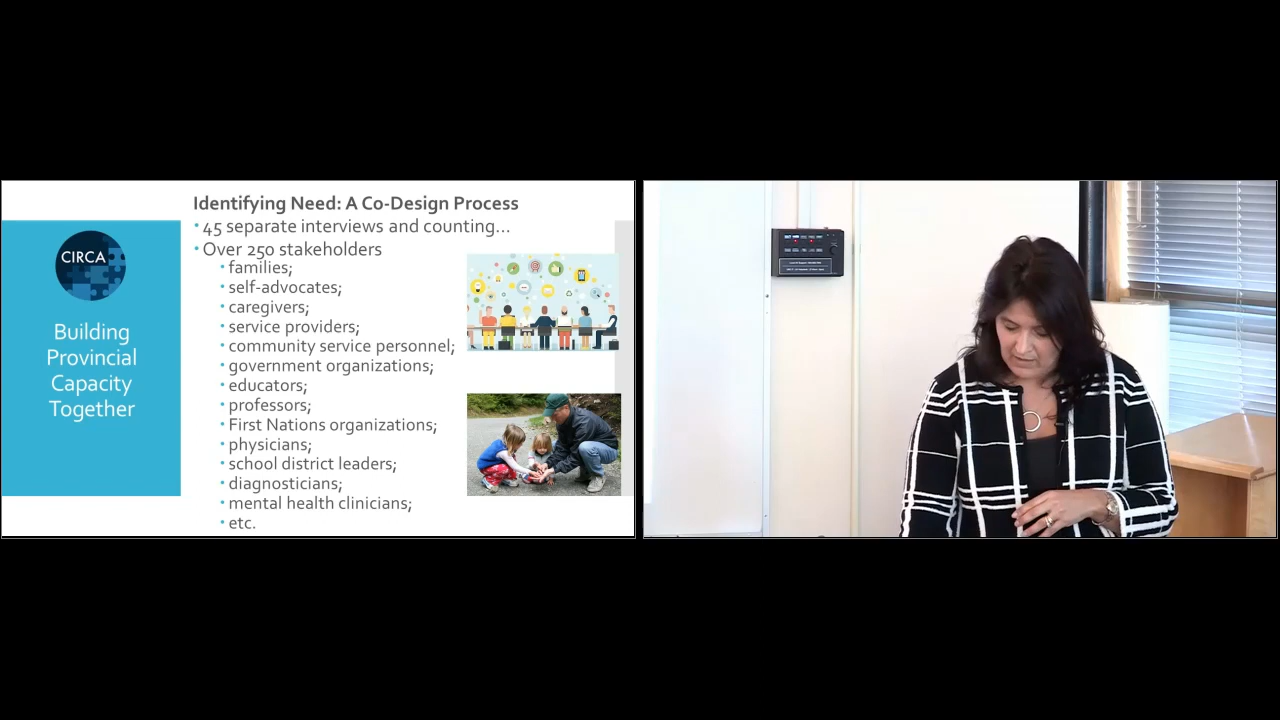 Identifying Need: A Co-Design Process
• 45 separate interviews and counting...
• Over 250 stakeholders
• families;
• self-advocates;
• caregivers;
• service providers;
• community service personnel;
• government organizations;
• educators;
• professors;
• First Nations organizations;
• physicians;
• school district leaders;
• diagnosticians;
• mental health clinicians;
• etc.
CIRCA
Building
Provincial
Capacity
Together